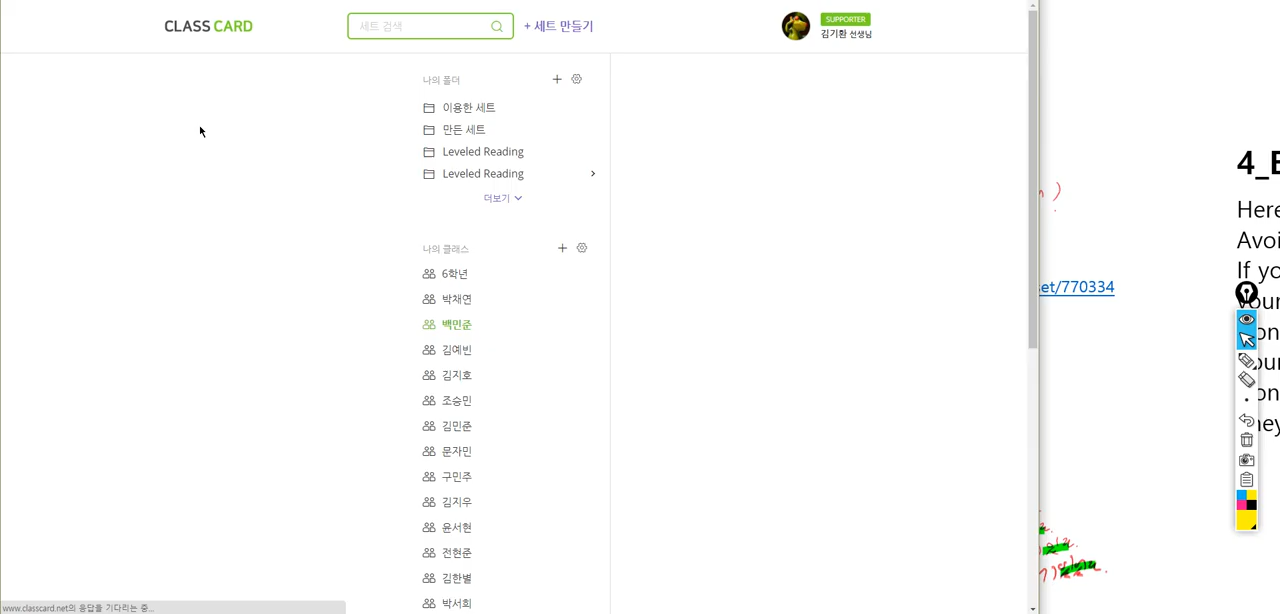 CLASS CARD
세트 검색
+ 세트 만들기
SUPPORTER
김기환 선생님
나의 폴더
이용한 세트
만든 세트
Leveled Reading
Leveled Reading
더보기
나의 클래스
6학년
박채연
백민준
김예빈
김지호
조승민
김민준
문자민
구민주
김지우
윤서현
전현준
김한별
박서희
www.classcard.net의 응답을 기다리는 중...
et/770334
4_E
Here
Avoi
If yo
your
on
our
on
hey